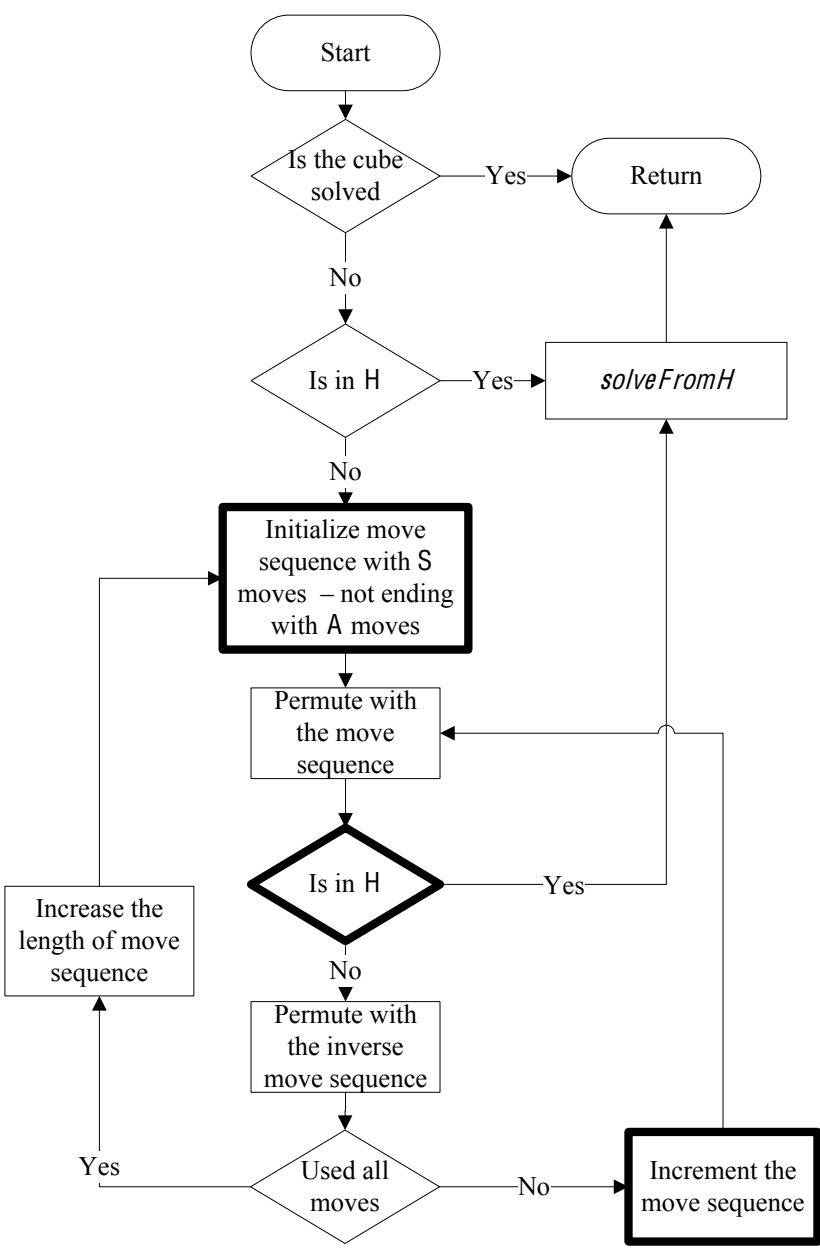 Start
Is the cube
solved
Yes
Return
No
Is in H
Yes
solveFromH
No
Initialize move
sequence with S
moves – not ending
with A moves
Permute with
the move
sequence
Is in H
Yes
Increase the
length of move
sequence
No
Permute with
the inverse
move sequence
Yes
Used all
moves
No
Increment the
move sequence